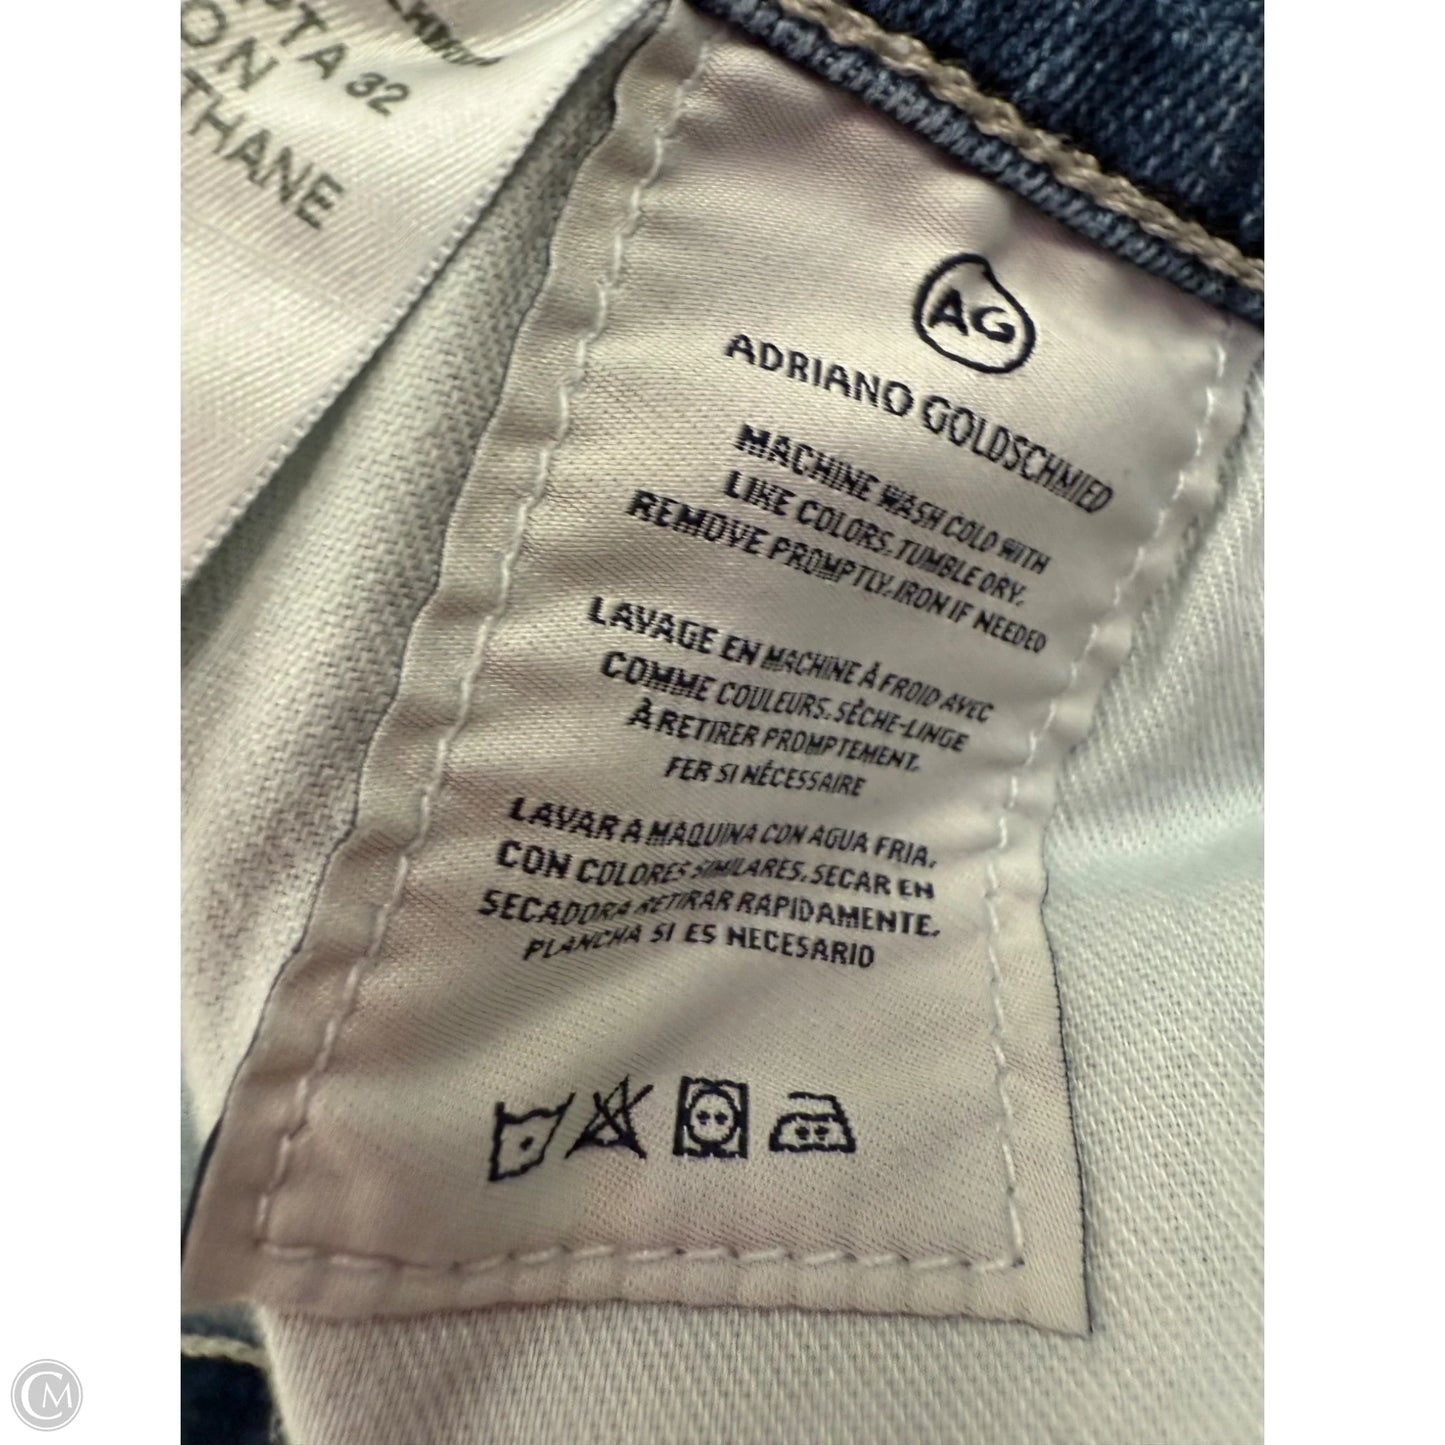 TA 32
ON
THANE
AG
ADRIANO GOLDSCHMIED
MACHINE WASH COLD WITH
LIKE COLORS, TUMBLE DRY,
REMOVE PROMPTLY, IRON IF NEEDED
LAVAGE EN MACHINE À FROID AVEC
COMME COULEURS, SÈCHE-LINGE
À RETIRER PROMPTEMENT,
FER SI NÉCESSAIRE
LAVAR A MAQUINA CON AGUA FRIA,
CON COLORES SIMILARES, SECAR EN
SECADORA RETIRAR RAPIDAMENTE,
PLANCHA SI ES NECESARIO
CM